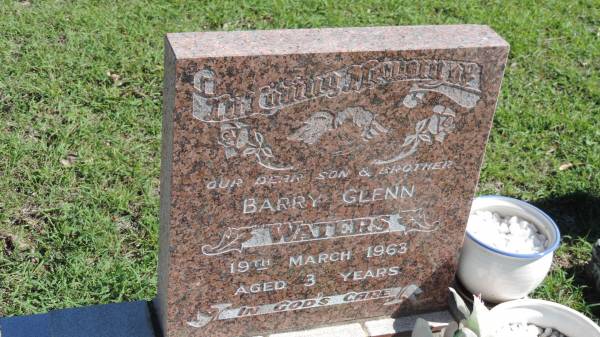 In loving memory
OUR DEAR SON & BROTHER
BARRY GLENN
WATERS
19TH MARCH 1963
AGED 3 YEARS
IN GOD'S CARE